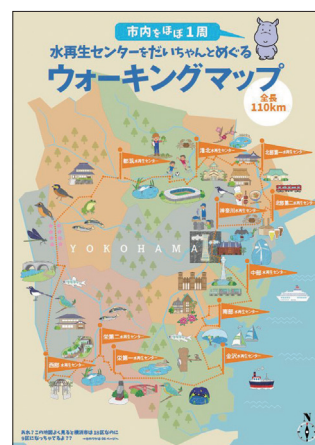 市内をほぼ1周
水再生センターをだいちゃんとめぐる
ウォーキングマップ
全長
110km
都筑水再生センター
港北水再生センター
北部第一水再生センター
北部第二水再生センター
神奈川水再生センター
YOKOHAMA
中部水再生センター
南部水再生センター
栄第二水再生センター
栄第一水再生センター
西部水再生センター
金沢水再生センター
N